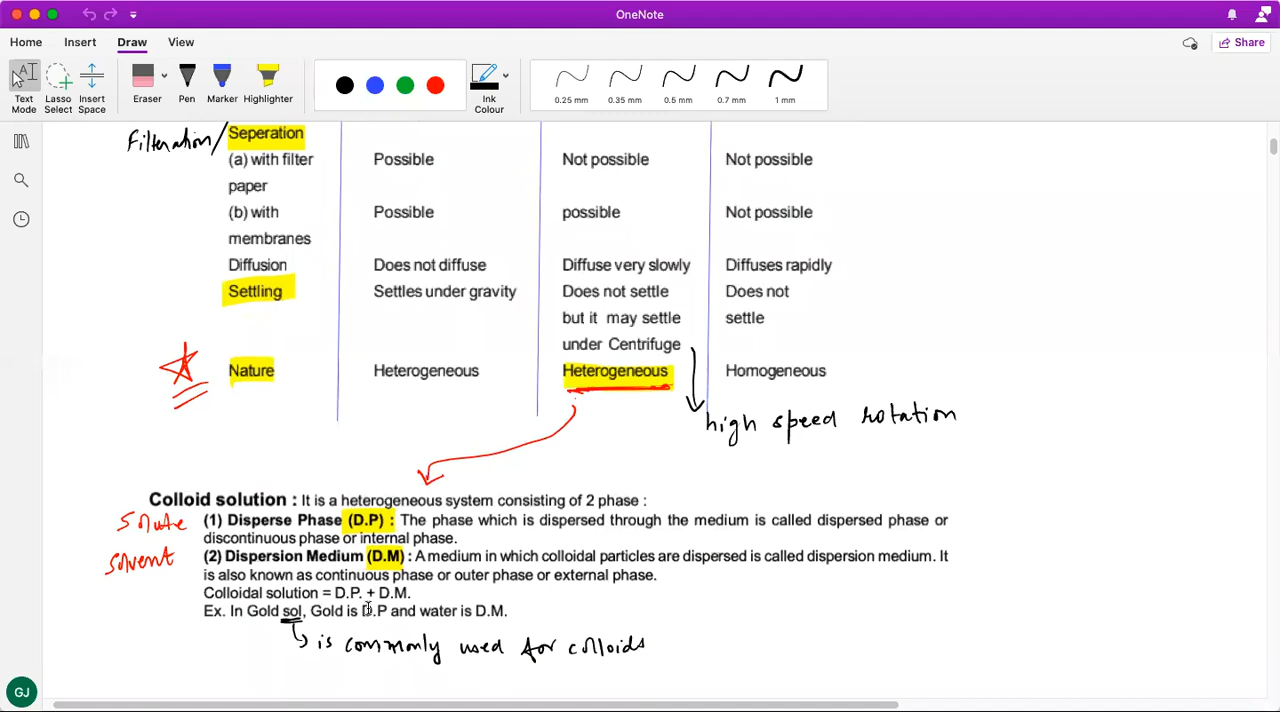 OneNote
Home Insert Draw View
Share
Text Mode
Lasso Select
Insert Space
Eraser
Pen
Marker
Highlighter
Ink Colour
0.25 mm
0.35 mm
0.5 mm
0.7 mm
1 mm
Filteration/ Seperation
(a) with filter Possible Not possible Not possible
paper
(b) with Possible possible Not possible
membranes
Diffusion Does not diffuse Diffuse very slowly Diffuses rapidly
Settling Settles under gravity Does not settle Does not
but it may settle settle
under Centrifuge
Nature Heterogeneous Heterogeneous Homogeneous
high speed rotation
Colloid solution : It is a heterogeneous system consisting of 2 phase :
Solute (1) Disperse Phase (D.P) : The phase which is dispersed through the medium is called dispersed phase or
discontinuous phase or internal phase.
Solvent (2) Dispersion Medium (D.M) : A medium in which colloidal particles are dispersed is called dispersion medium. It
is also known as continuous phase or outer phase or external phase.
Colloidal solution = D.P. + D.M.
Ex. In Gold sol, Gold is D.P and water is D.M.
is commonly used for colloids
GJ